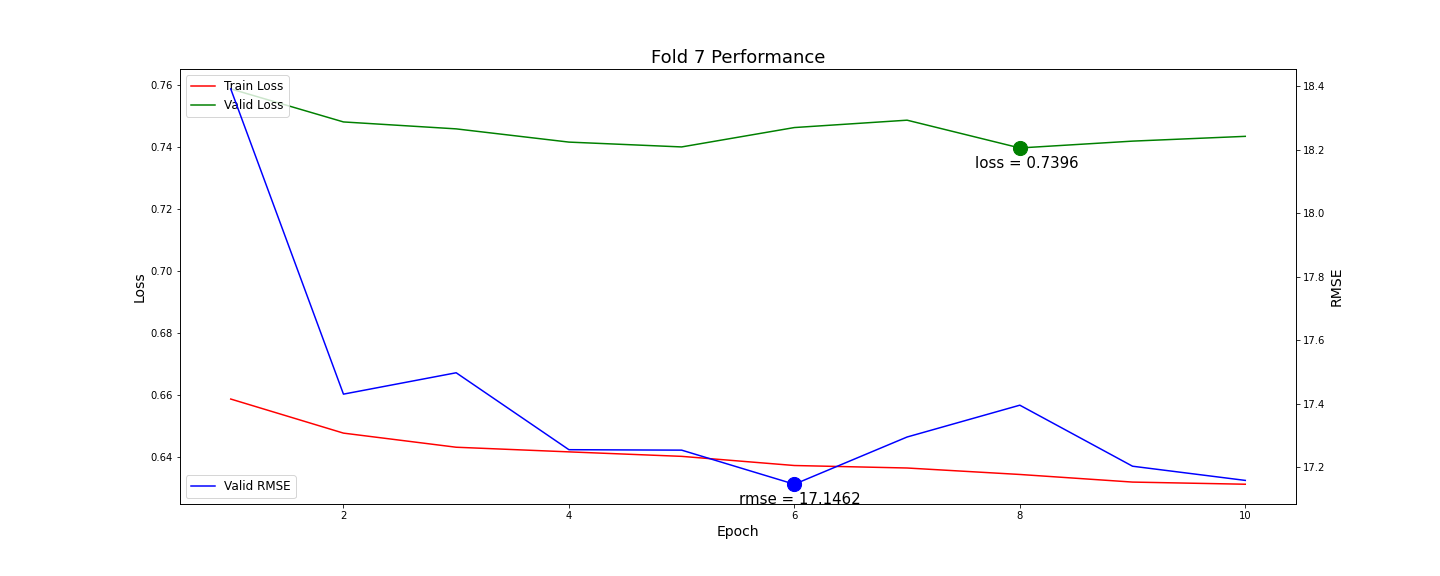 Fold 7 Performance
Train Loss
Valid Loss
0.76
0.74
0.72
0.70
0.68
0.66
0.64
Loss
18.4
18.2
18.0
17.8
17.6
17.4
17.2
RMSE
loss = 0.7396
rmse = 17.1462
Valid RMSE
2
4
6
8
10
Epoch